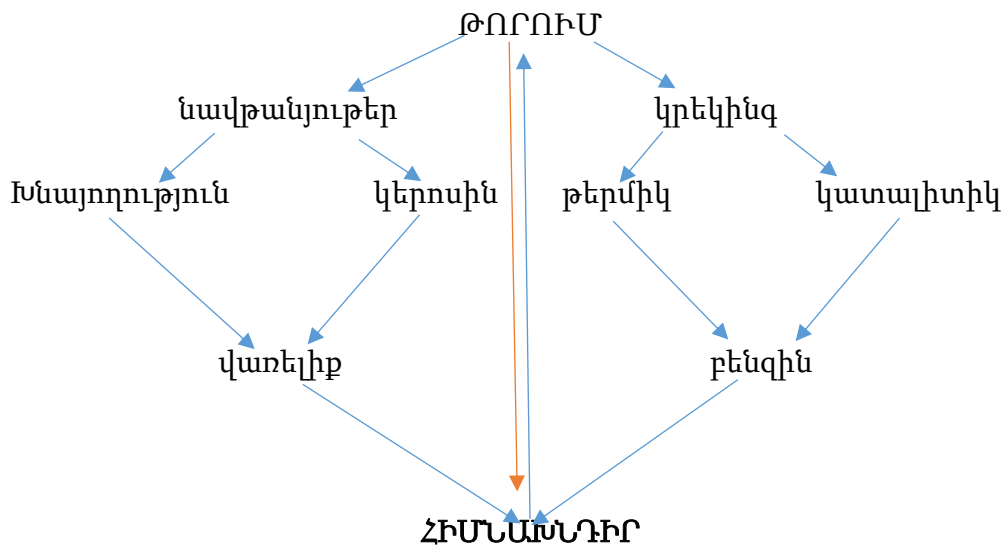 ԹՈՐՈՒՄ
նավթանյութեր կրեկինգ
Խնայողություն կերոսին թերմիկ կատալիտիկ
վառելիք բենզին
ՀԻՄՆԱԽՆԴԻՐ